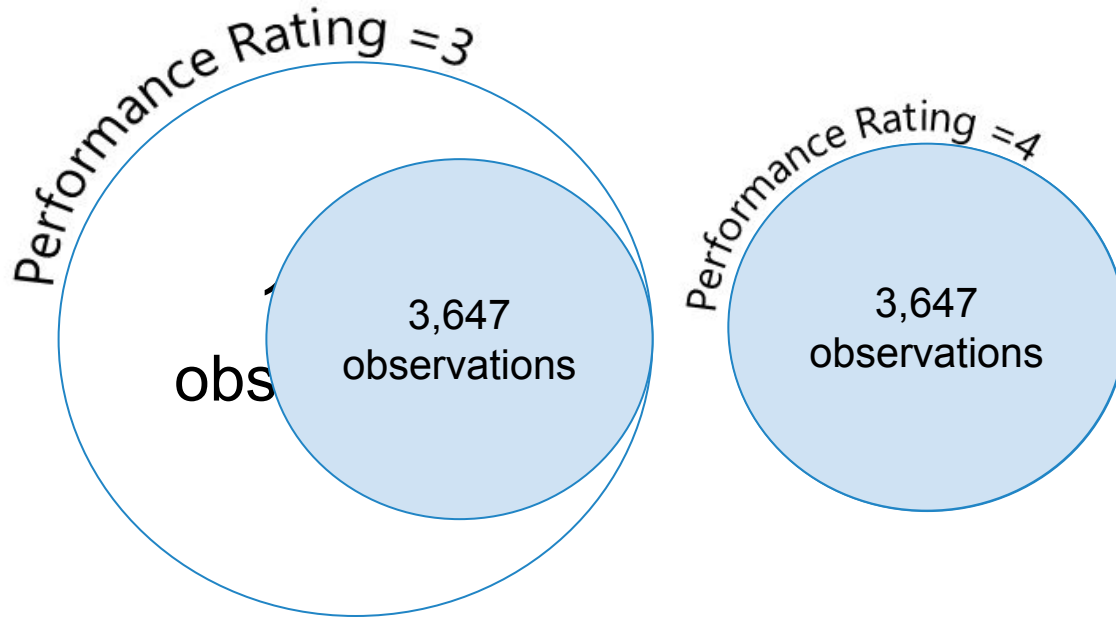 Performance Rating =3
3,647
observations
Performance Rating =4
3,647
observations